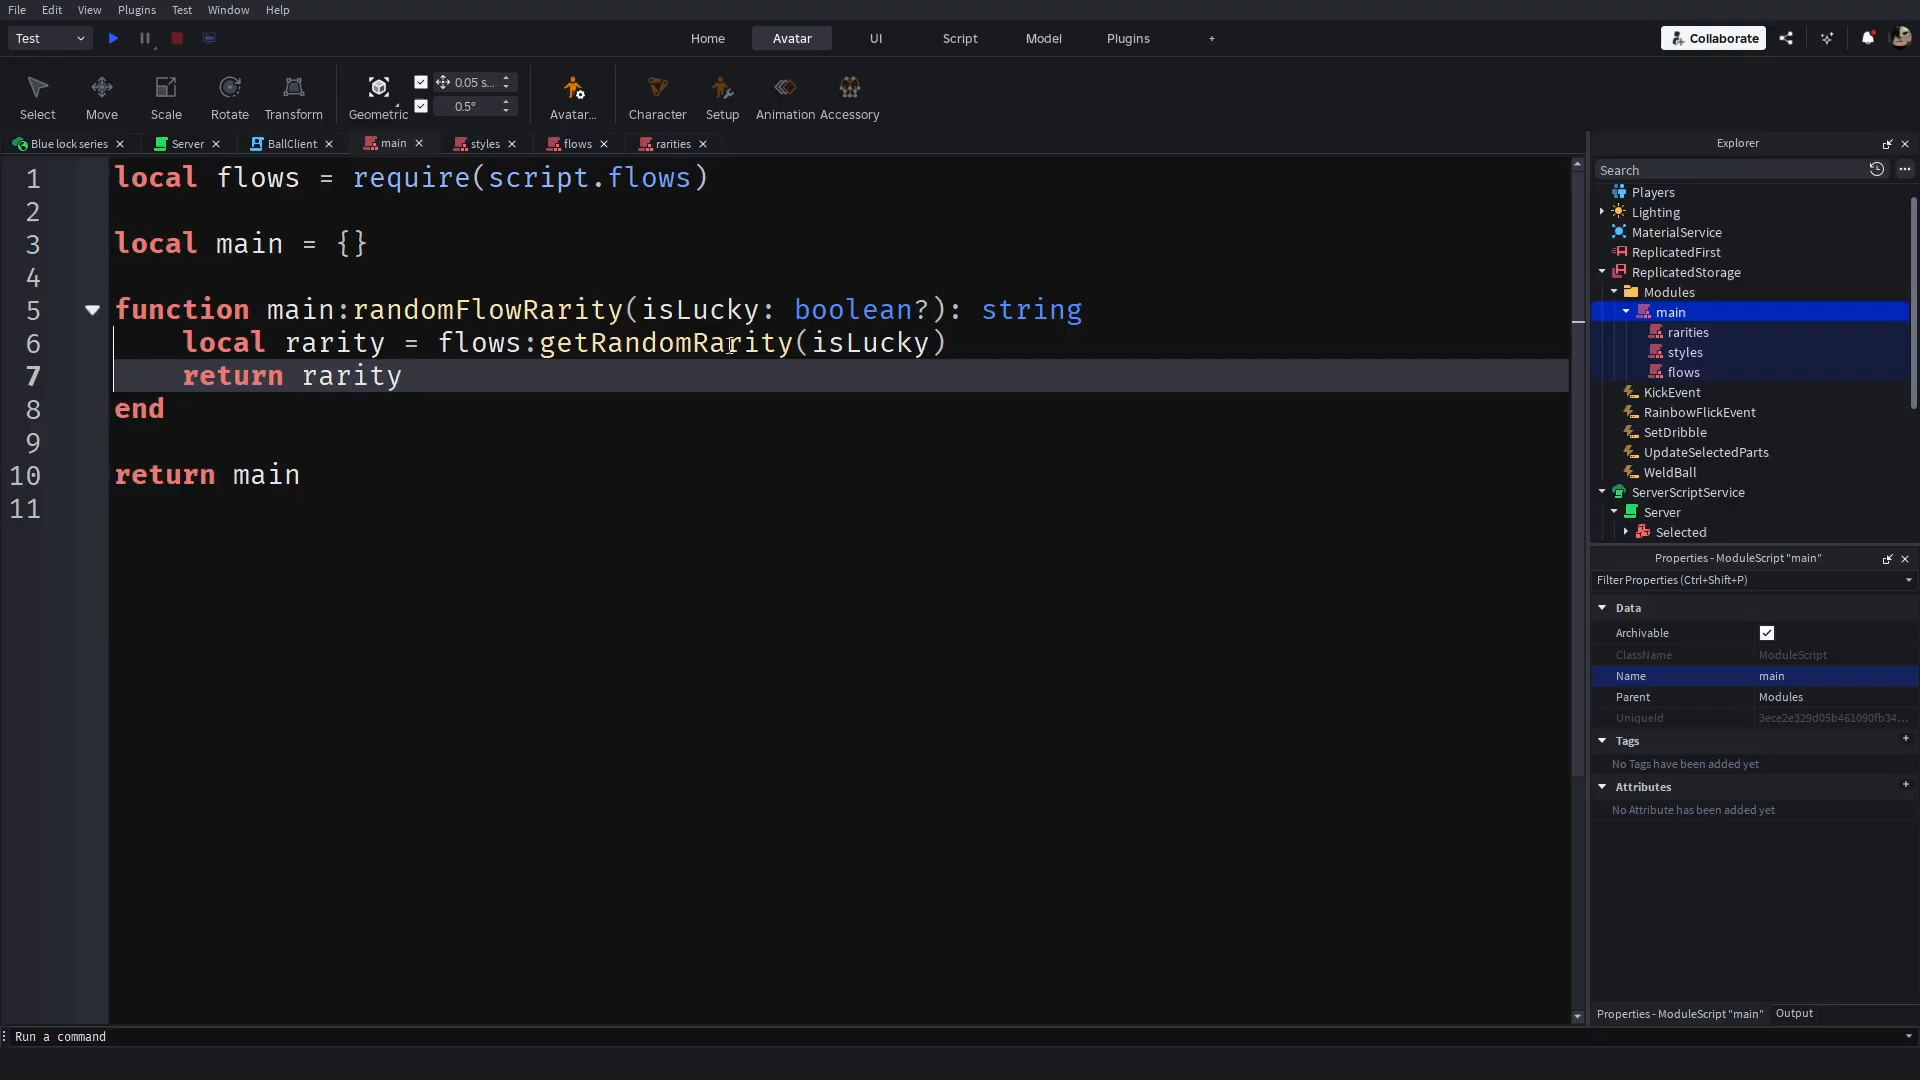 File Edit View Plugins Test Window Help
Test Home Avatar UI Script Model Plugins + Collaborate
Select Move Scale Rotate Transform Geometric 0.05 s... 0.5° Avatar... Character Setup Animation Accessory
Blue lock series Server BallClient main styles flows rarities
1 local flows = require(script.flows)
2
3 local main = {}
4
5 function main:randomFlowRarity(isLucky: boolean?): string
6 local rarity = flows:getRandomRarity(isLucky)
7 return rarity
8 end
9
10 return main
11
Explorer
Search
Players
Lighting
MaterialService
ReplicatedFirst
ReplicatedStorage
Modules
main
rarities
styles
flows
KickEvent
RainbowFlickEvent
SetDribble
UpdateSelectedParts
WeldBall
ServerScriptService
Server
Selected
Properties - ModuleScript "main"
Filter Properties (Ctrl+Shift+P)
Data
Archivable
ClassName ModuleScript
Name main
Parent Modules
UniqueId 3ece2e329d05b461090fb34...
Tags +
No Tags have been added yet
Attributes +
No Attribute has been added yet
Properties - ModuleScript "main" Output
Run a command